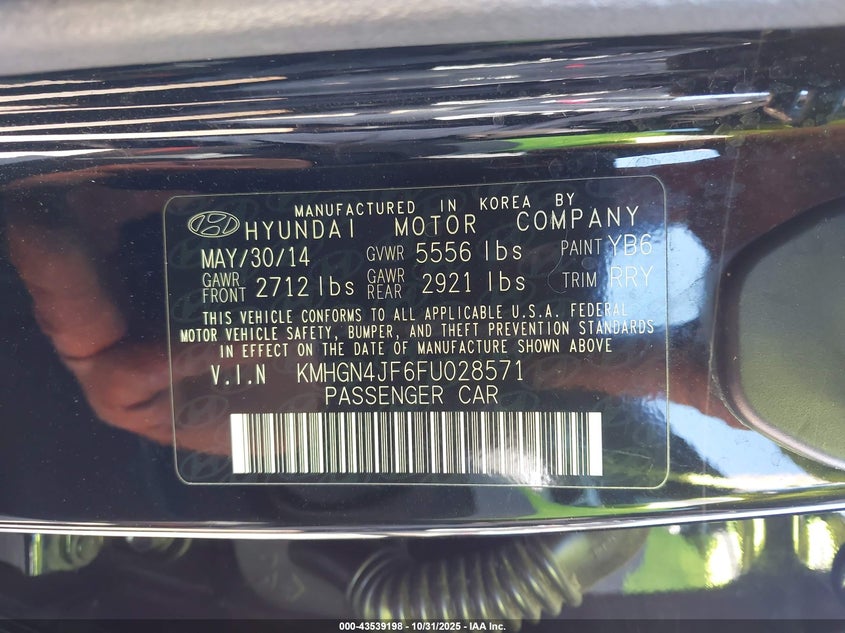 MANUFACTURED IN KOREA BY
HYUNDAI MOTOR COMPANY
MAY/30/14 GVWR 5556 lbs PAINT YB6
GAWR FRONT 2712 lbs GAWR REAR 2921 lbs TRIM RRY
THIS VEHICLE CONFORMS TO ALL APPLICABLE U.S.A. FEDERAL
MOTOR VEHICLE SAFETY, BUMPER, AND THEFT PREVENTION STANDARDS
IN EFFECT ON THE DATE OF MANUFACTURE SHOWN ABOVE
V.I.N KMHGN4JF6FU028571
PASSENGER CAR
000-43539198 - 10/31/2025 - IAA Inc.